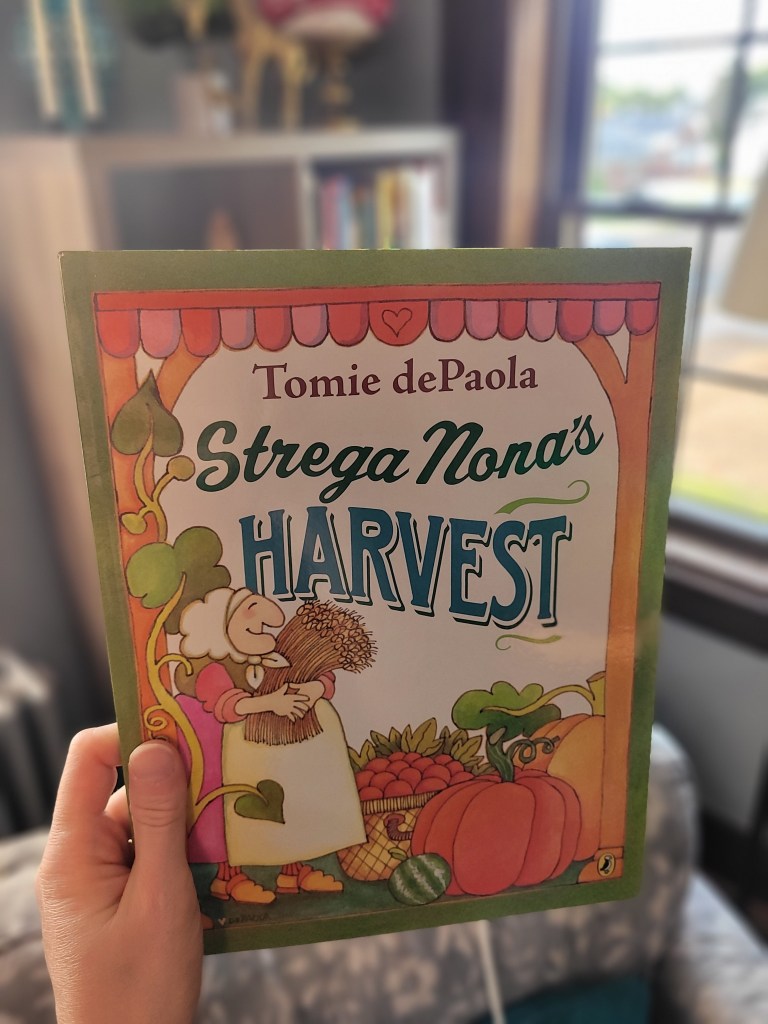 Tomie dePaola
Strega Nona's
HARVEST